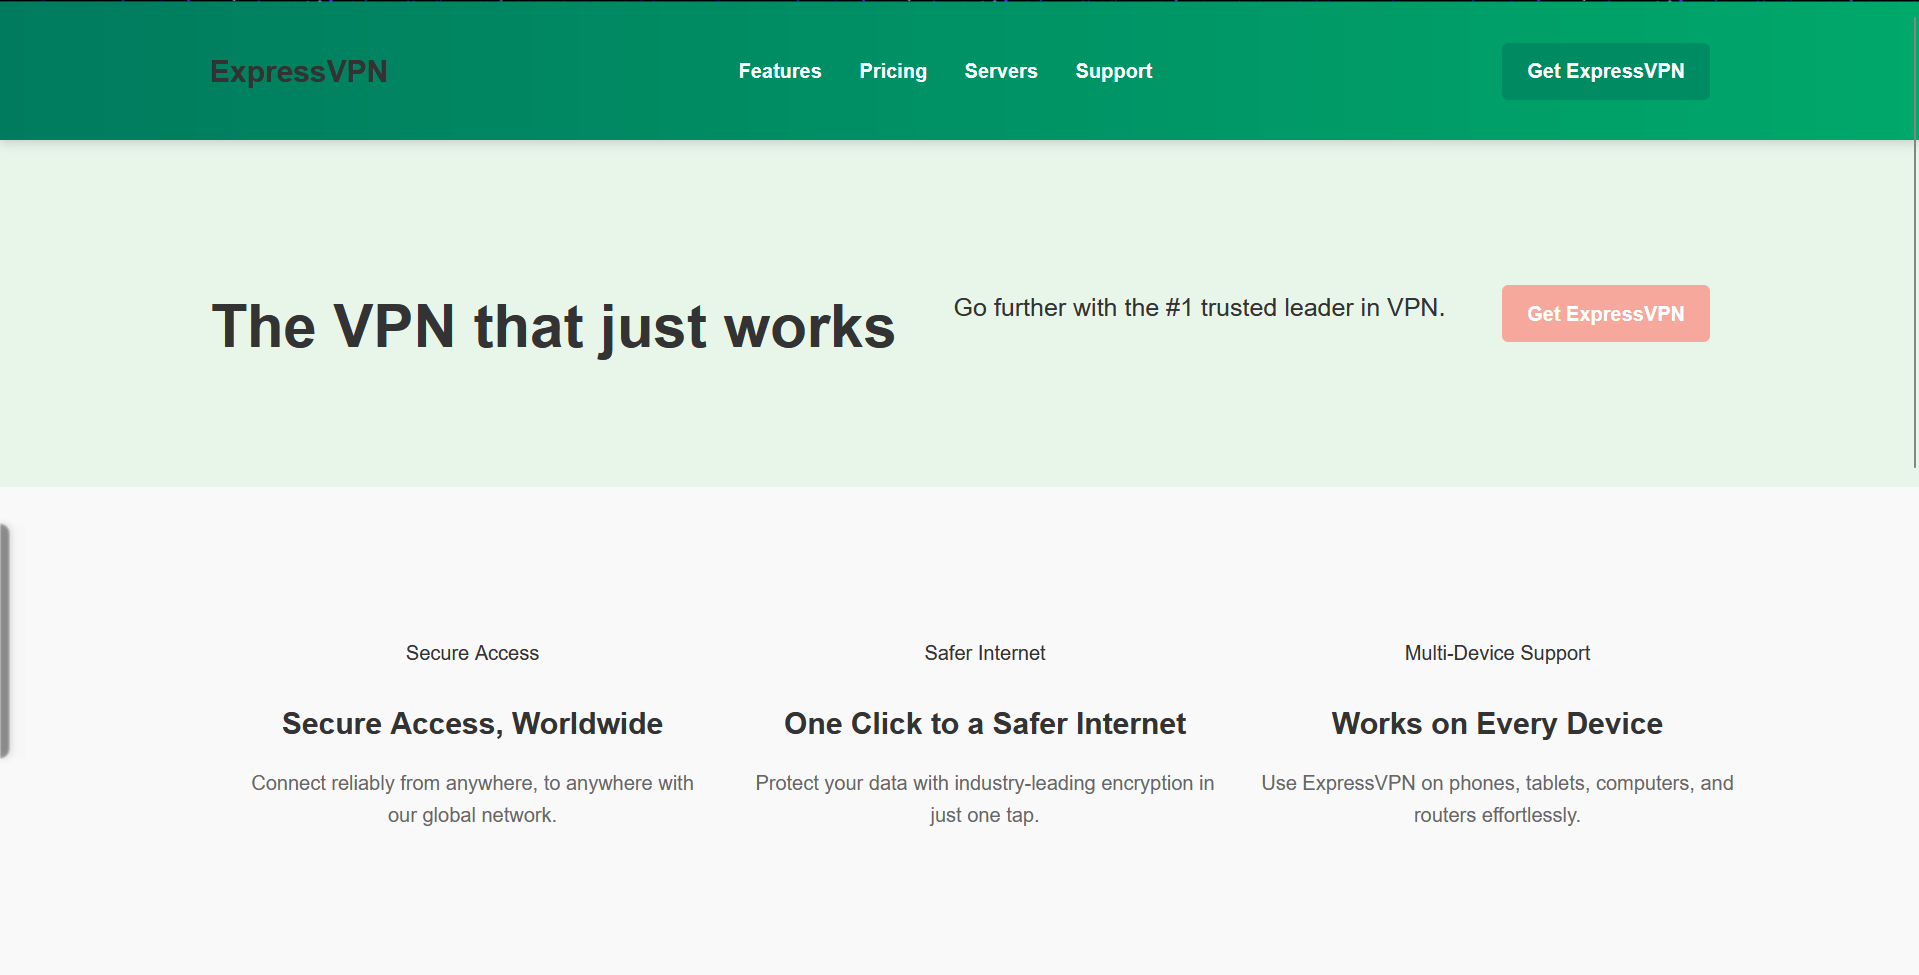 ExpressVPN
Features
Pricing
Servers
Support
Get ExpressVPN
The VPN that just works
Go further with the #1 trusted leader in VPN.
Get ExpressVPN
Secure Access
Secure Access, Worldwide
Connect reliably from anywhere, to anywhere with
our global network.
Safer Internet
One Click to a Safer Internet
Protect your data with industry-leading encryption in
just one tap.
Multi-Device Support
Works on Every Device
Use ExpressVPN on phones, tablets, computers, and
routers effortlessly.